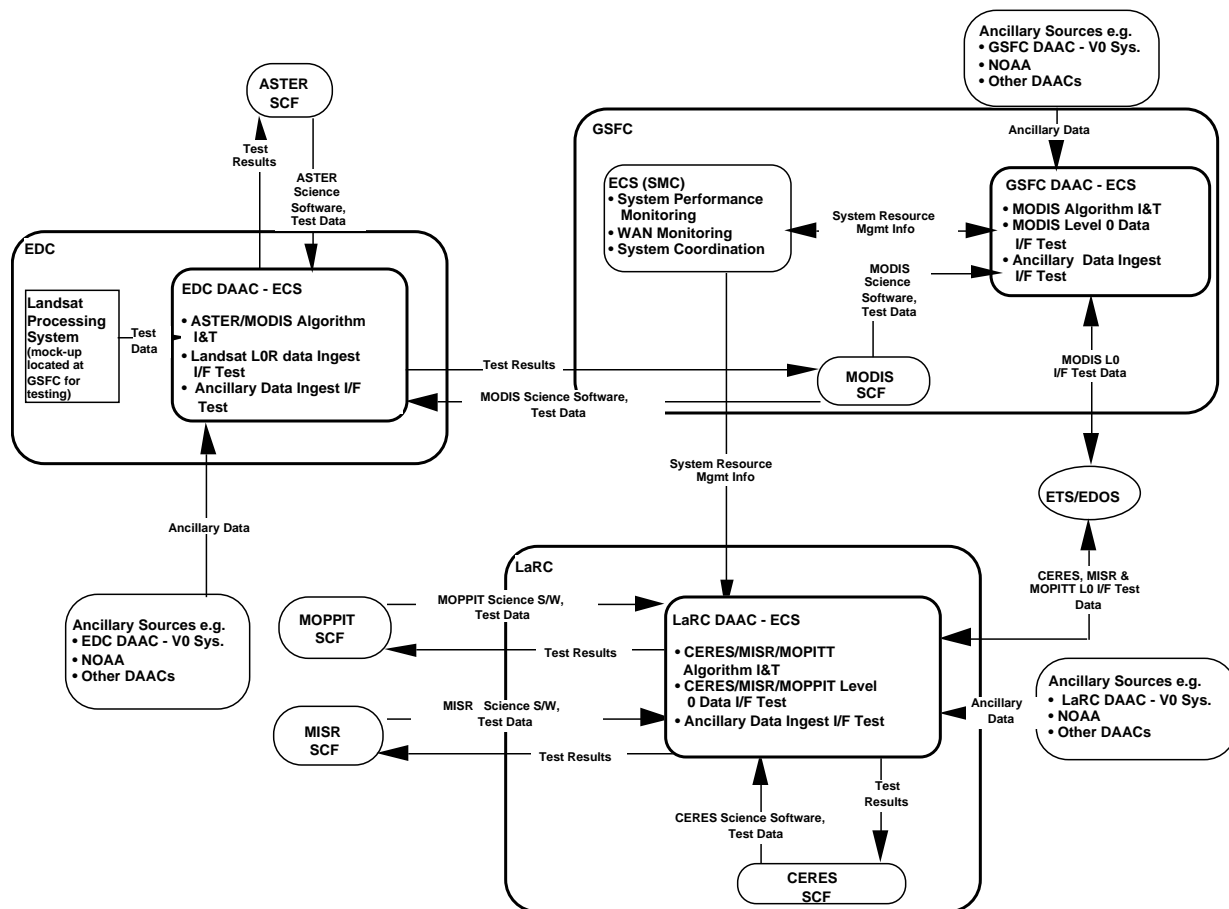 Ancillary Sources e.g.
• GSFC DAAC - V0 Sys.
• NOAA
• Other DAACs
ASTER
SCF
GSFC
Ancillary Data
Test
Results
ASTER
Science
Software,
Test Data
ECS (SMC)
• System Performance
Monitoring
• WAN Monitoring
• System Coordination
System Resource
Mgmt Info
GSFC DAAC - ECS
• MODIS Algorithm I&T
• MODIS Level 0 Data
I/F Test
• Ancillary Data Ingest
I/F Test
EDC
Landsat
Processing
System
(mock-up
located at
GSFC for
testing)
Test
Data
EDC DAAC - ECS
• ASTER/MODIS Algorithm
I&T
• Landsat L0R data Ingest
I/F Test
• Ancillary Data Ingest I/F
Test
MODIS
Science
Software,
Test Data
Test Results
MODIS Science Software,
Test Data
MODIS
SCF
MODIS L0
I/F Test Data
System Resource
Mgmt Info
ETS/EDOS
Ancillary Data
CERES, MISR &
MOPITT L0 I/F Test
Data
LaRC
Ancillary Sources e.g.
• EDC DAAC - V0 Sys.
• NOAA
• Other DAACs
MOPPIT
SCF
MOPPIT Science S/W,
Test Data
Test Results
LaRC DAAC - ECS
• CERES/MISR/MOPITT
Algorithm I&T
• CERES/MISR/MOPPIT Level
0 Data I/F Test
• Ancillary Data Ingest I/F Test
Ancillary
Data
Ancillary Sources e.g.
• LaRC DAAC - V0 Sys.
• NOAA
• Other DAACs
MISR
SCF
MISR Science S/W,
Test Data
Test Results
CERES Science Software,
Test Data
Test
Results
CERES
SCF